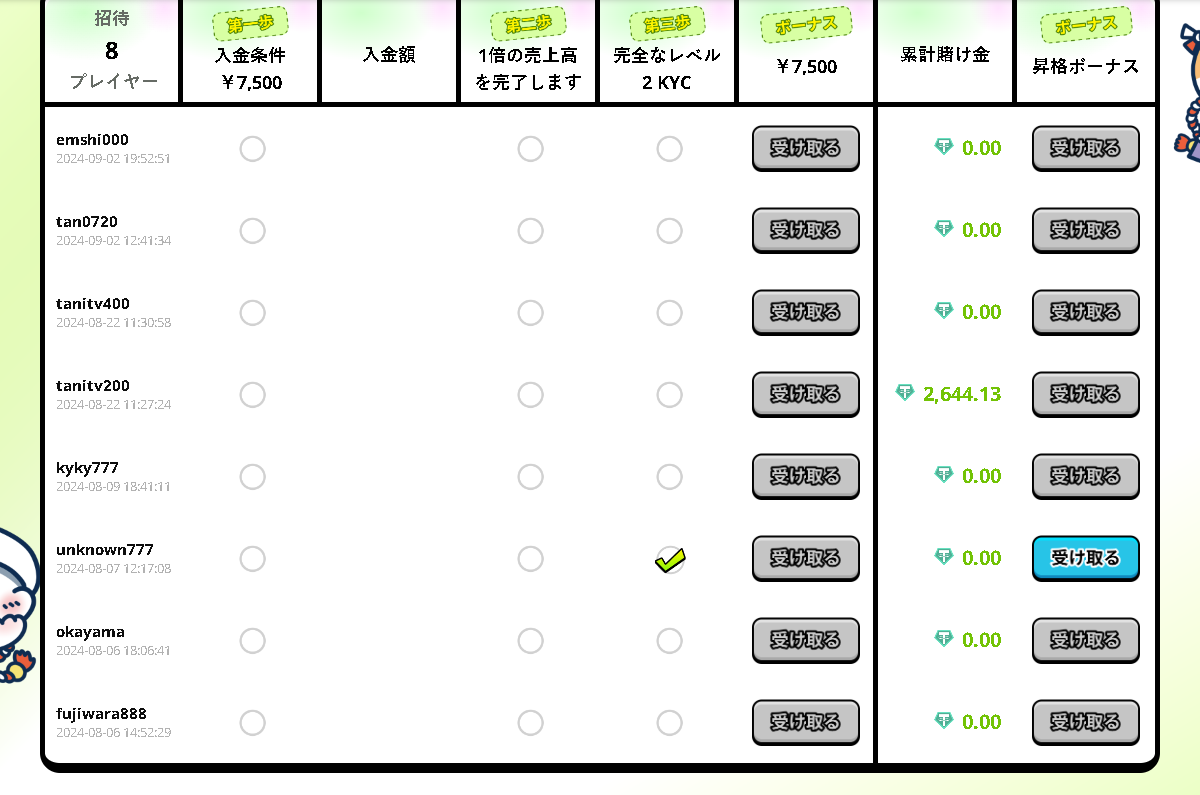 招待
8
プレイヤー
第一歩
入金条件
￥7,500
入金額
第二歩
1倍の売上高
を完了します
第三歩
完全なレベル
2 KYC
ボーナス
￥7,500
累計賭け金
ボーナス
昇格ボーナス
emshi000
2024-09-02 19:52:51
受け取る
0.00
受け取る
tan0720
2024-09-02 12:41:34
受け取る
0.00
受け取る
tanitv400
2024-08-22 11:30:58
受け取る
0.00
受け取る
tanitv200
2024-08-22 11:27:24
受け取る
2,644.13
受け取る
kyky777
2024-08-09 18:41:11
受け取る
0.00
受け取る
unknown777
2024-08-07 12:17:08
受け取る
0.00
受け取る
okayama
2024-08-06 18:06:41
受け取る
0.00
受け取る
fujiwara888
2024-08-06 14:52:29
受け取る
0.00
受け取る